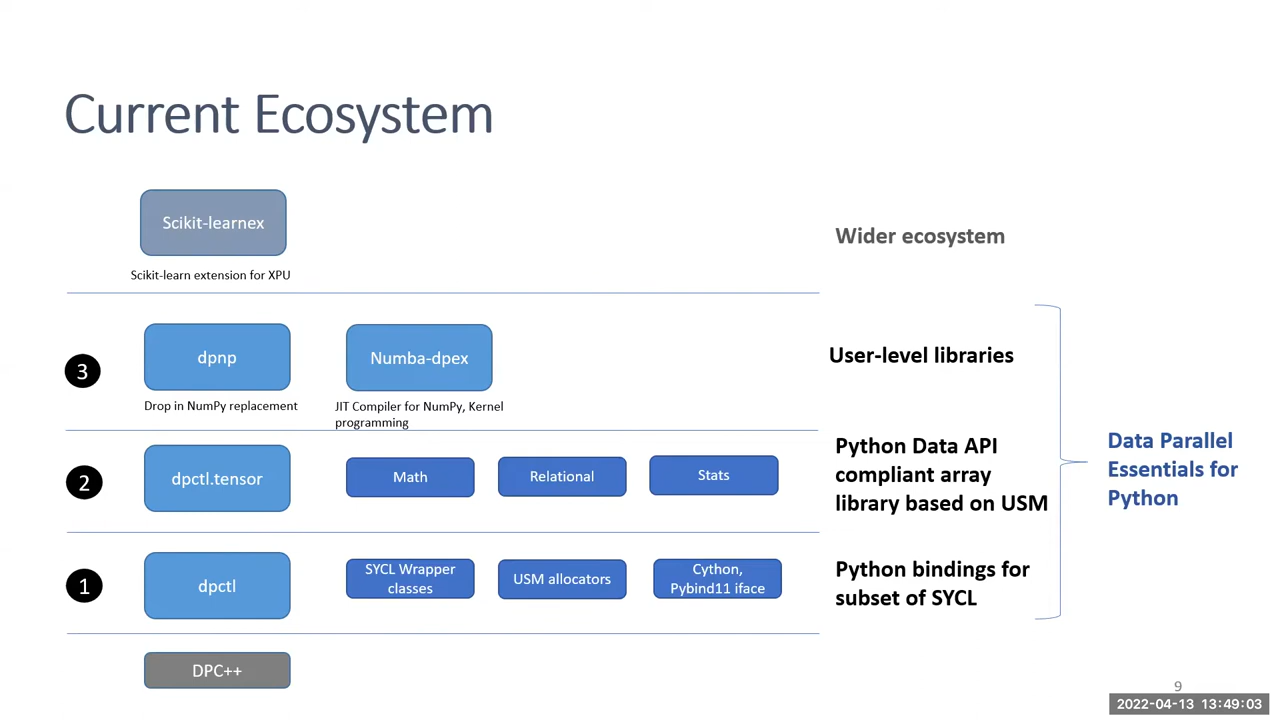 Current Ecosystem
Scikit-learnex
Scikit-learn extension for XPU
Wider ecosystem
3
dpnp
Drop in NumPy replacement
Numba-dpex
JIT Compiler for NumPy, Kernel
programming
User-level libraries
2
dpctl.tensor
Math
Relational
Stats
Python Data API
compliant array
library based on USM
1
dpctl
SYCL Wrapper
classes
USM allocators
Cython,
Pybind11 iface
Python bindings for
subset of SYCL
Data Parallel
Essentials for
Python
DPC++
9
2022-04-13 13:49:03